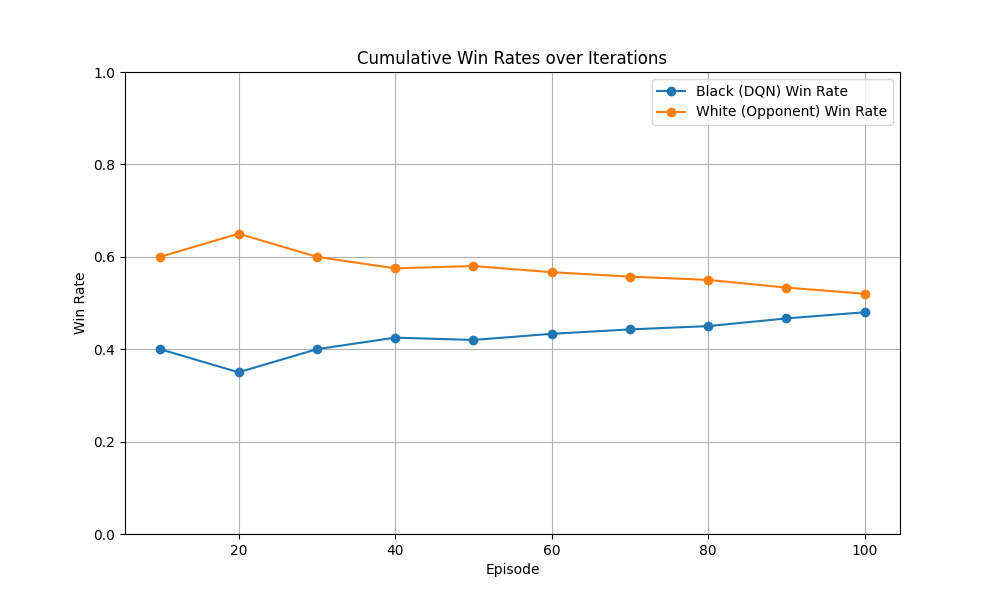 Cumulative Win Rates over Iterations
Black (DQN) Win Rate
White (Opponent) Win Rate
Win Rate
1.0
0.8
0.6
0.4
0.2
0.0
20 40 60 80 100
Episode